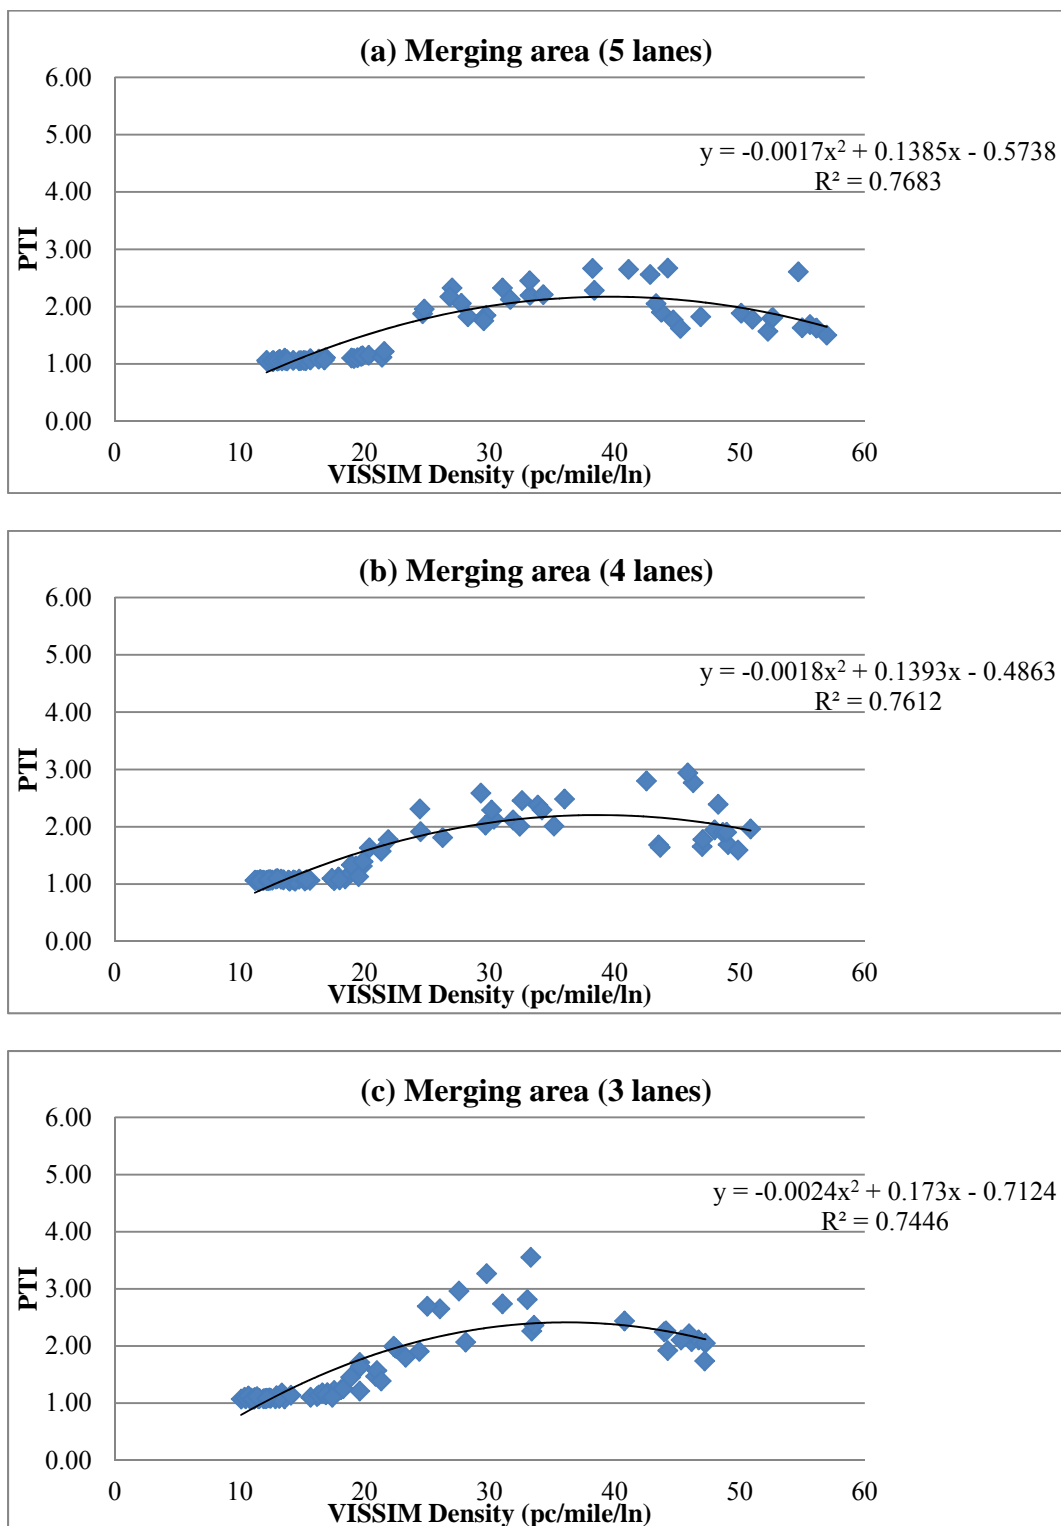 (a) Merging area (5 lanes)
6.00
5.00
y = -0.0017x² + 0.1385x - 0.5738
R² = 0.7683
4.00
3.00
PTI
2.00
1.00
0.00
0 10 20 30 40 50 60
VISSIM Density (pc/mile/ln)
(b) Merging area (4 lanes)
6.00
5.00
y = -0.0018x² + 0.1393x - 0.4863
R² = 0.7612
4.00
3.00
PTI
2.00
1.00
0.00
0 10 20 30 40 50 60
VISSIM Density (pc/mile/ln)
(c) Merging area (3 lanes)
6.00
5.00
y = -0.0024x² + 0.173x - 0.7124
R² = 0.7446
4.00
3.00
PTI
2.00
1.00
0.00
0 10 20 30 40 50 60
VISSIM Density (pc/mile/ln)